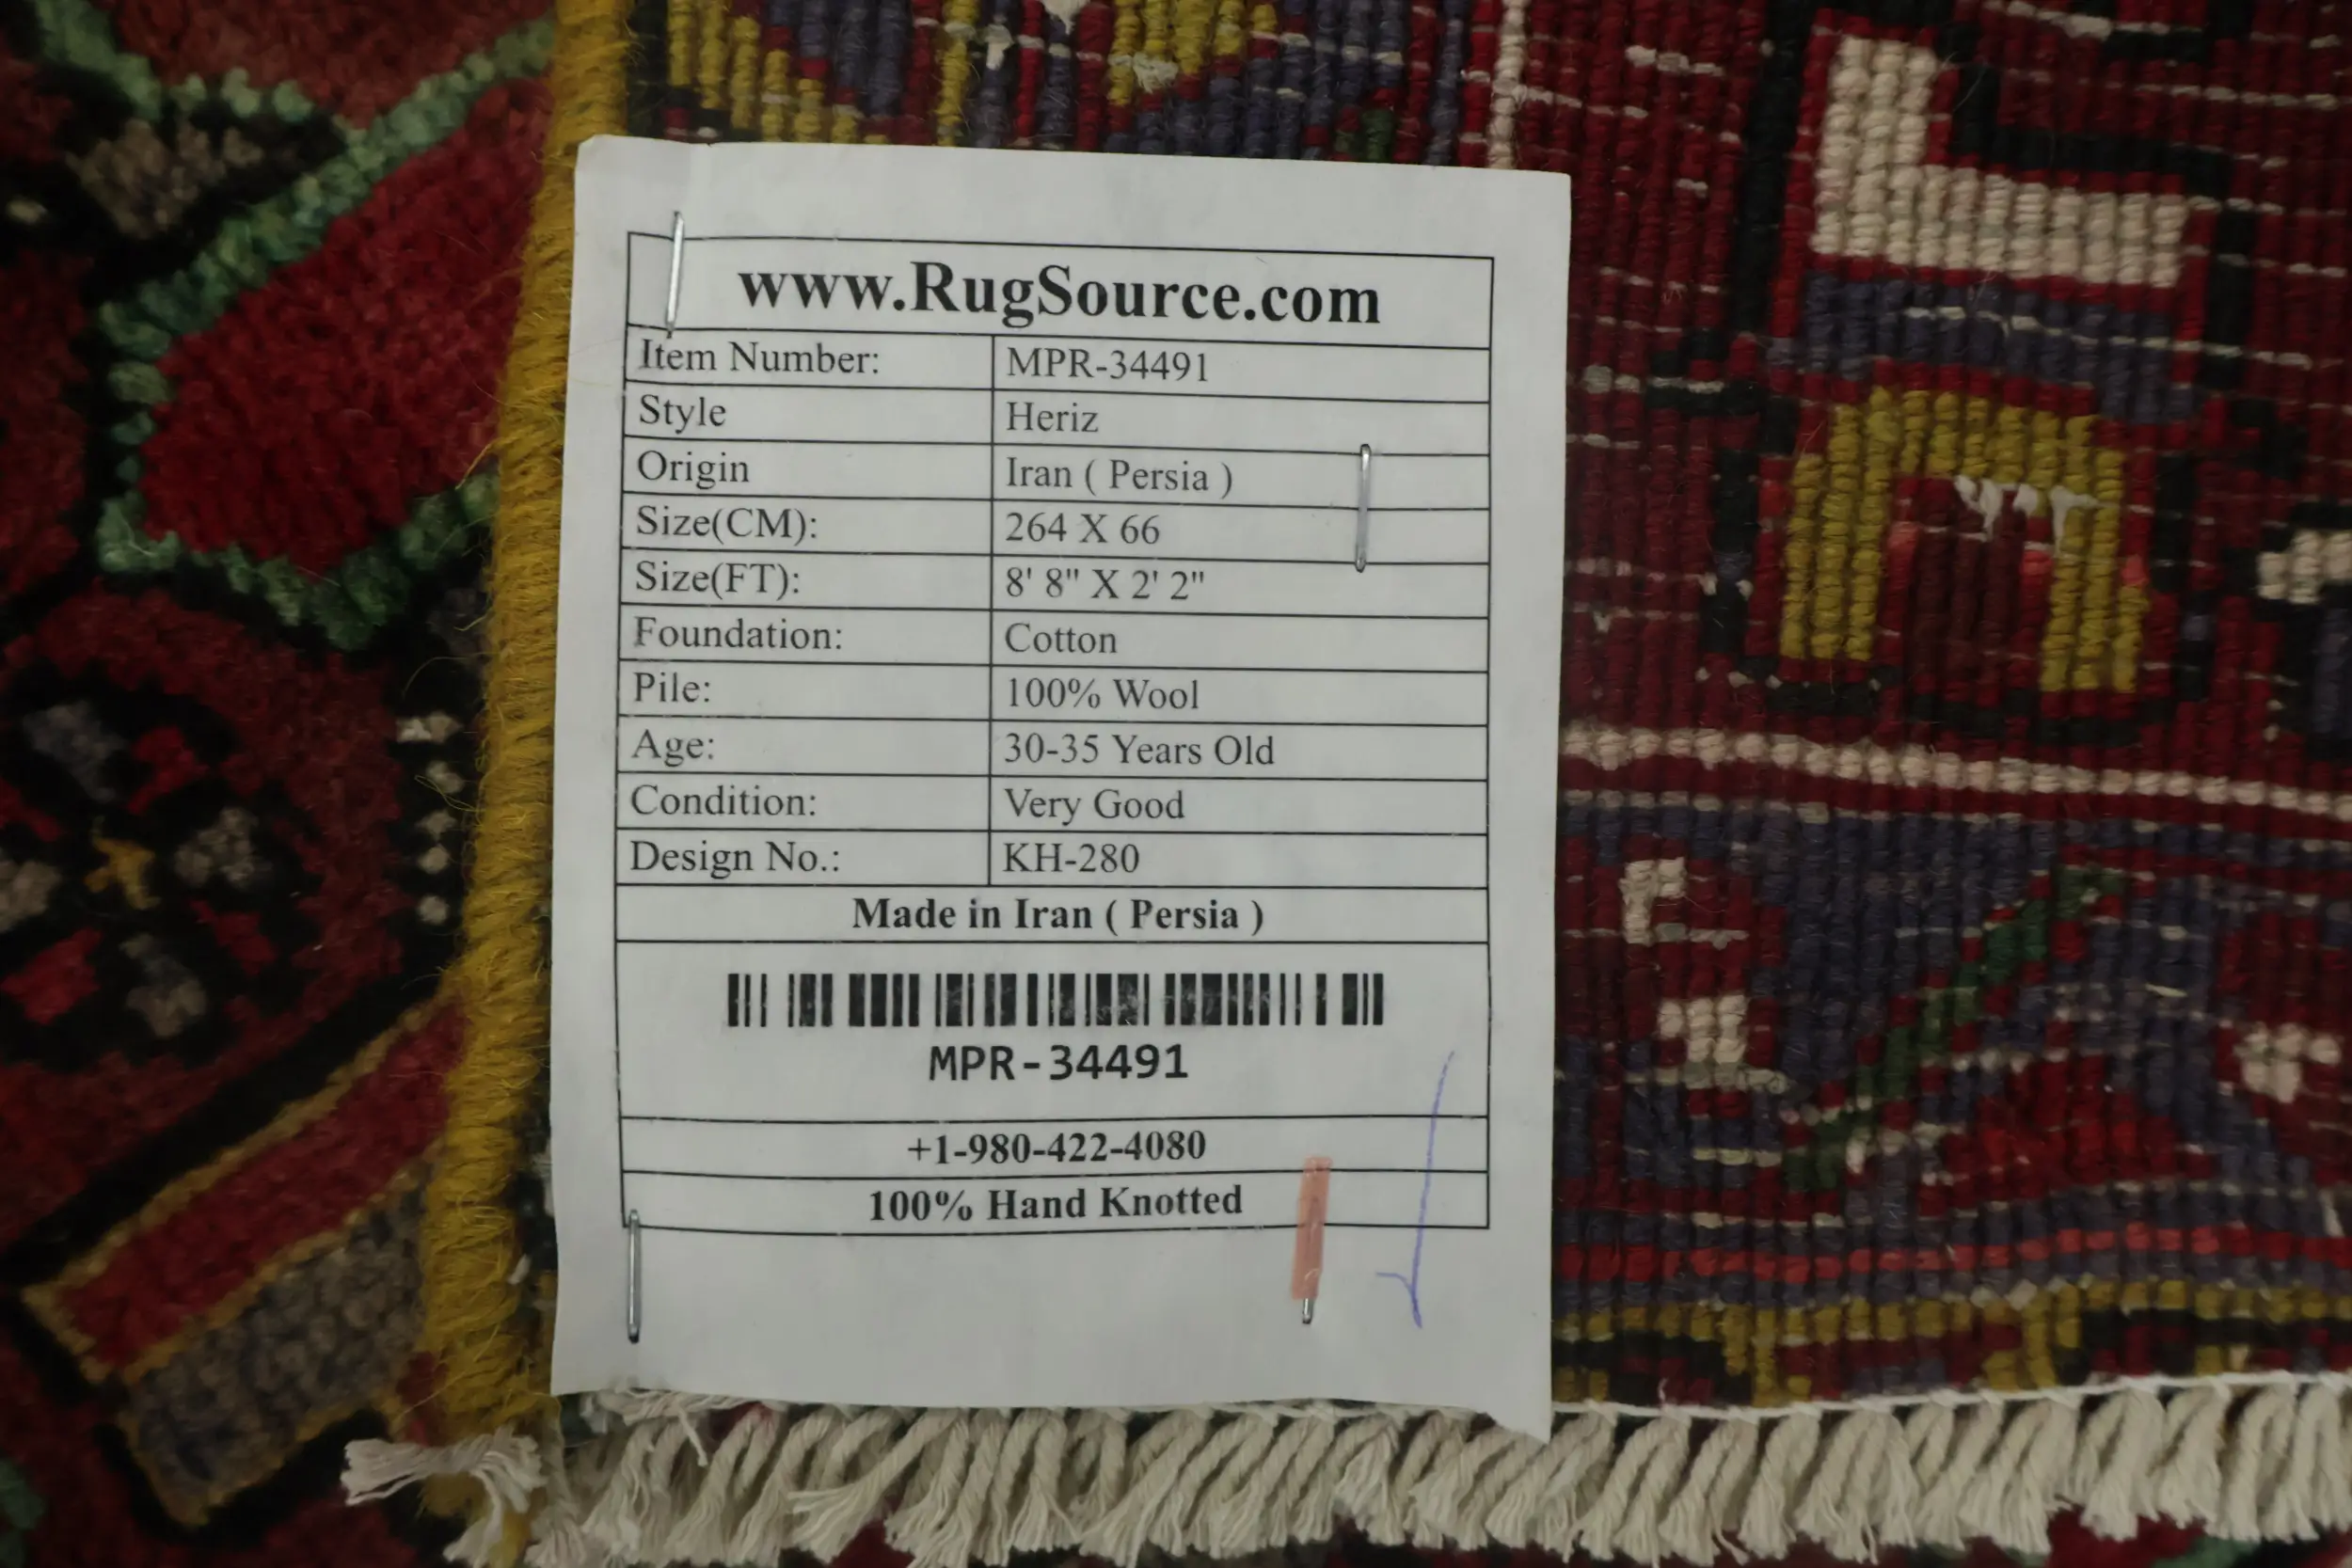 www.RugSource.com
Item Number: MPR-34491
Style Heriz
Origin Iran ( Persia )
Size(CM): 264 X 66
Size(FT): 8' 8" X 2' 2"
Foundation: Cotton
Pile: 100% Wool
Age: 30-35 Years Old
Condition: Very Good
Design No.: KH-280
Made in Iran ( Persia )
MPR-34491
+1-980-422-4080
100% Hand Knotted